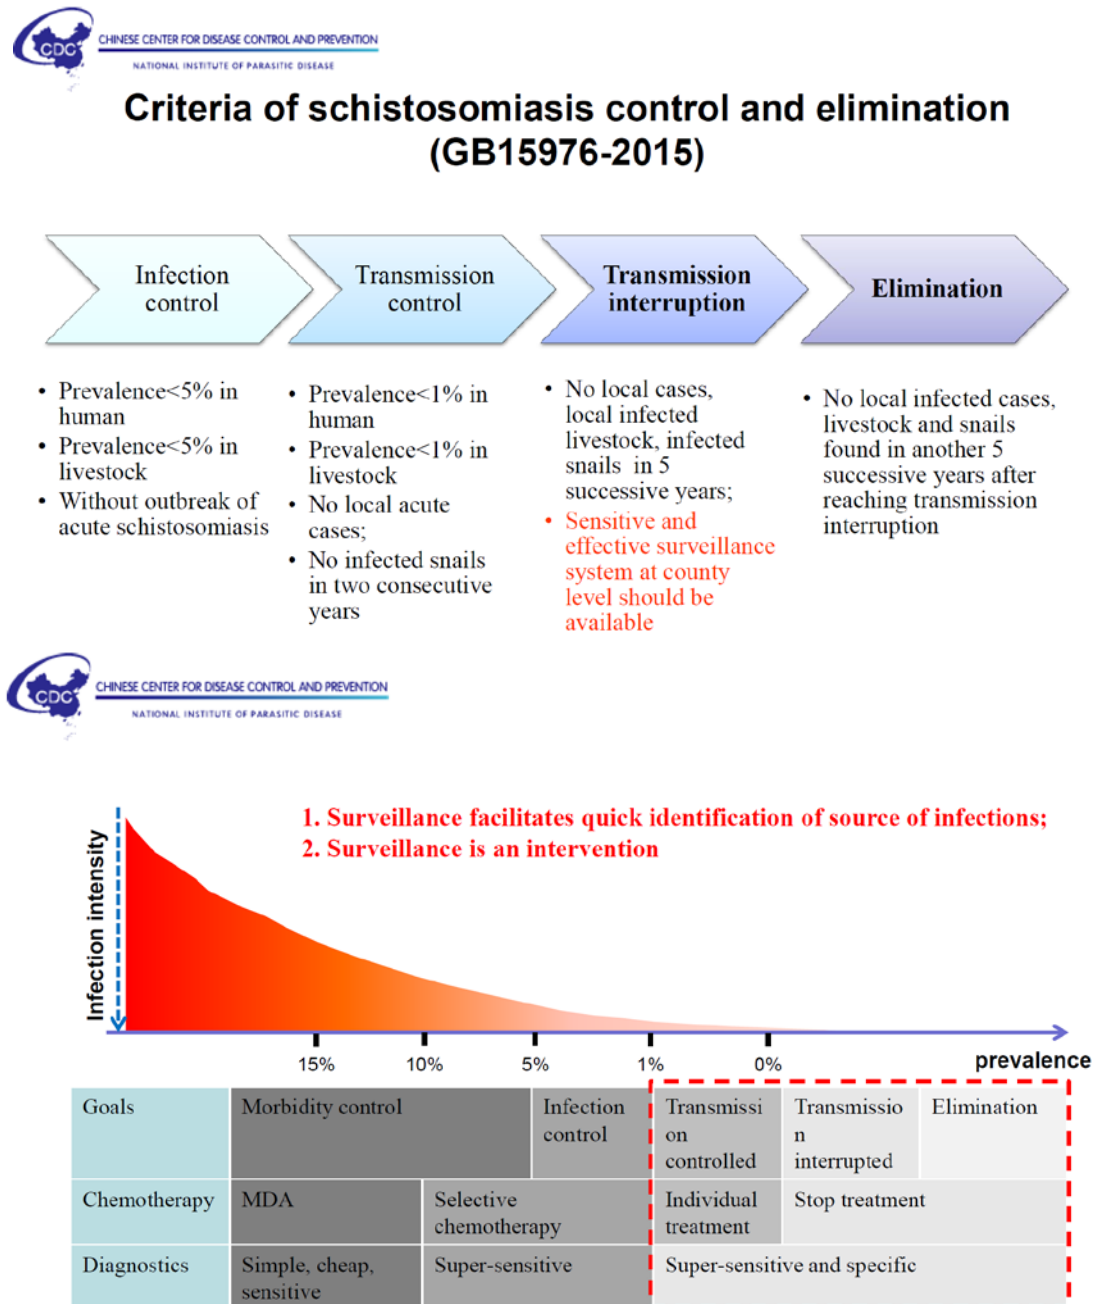 CDC
CHINESE CENTER FOR DISEASE CONTROL AND PREVENTION
NATIONAL INSTITUTE OF PARASITIC DISEASE
Criteria of schistosomiasis control and elimination
(GB15976-2015)
Infection
control
Transmission
control
Transmission
interruption
Elimination
• Prevalence<5% in
human
• Prevalence<5% in
livestock
• Without outbreak of
acute schistosomiasis
• Prevalence<1% in
human
• Prevalence<1% in
livestock
• No local acute
cases;
• No infected snails
in two consecutive
years
• No local cases,
local infected
livestock, infected
snails in 5
successive years;
• Sensitive and
effective surveillance
system at county
level should be
available
• No local infected cases,
livestock and snails
found in another 5
successive years after
reaching transmission
interruption
CDC
CHINESE CENTER FOR DISEASE CONTROL AND PREVENTION
NATIONAL INSTITUTE OF PARASITIC DISEASE
1. Surveillance facilitates quick identification of source of infections;
2. Surveillance is an intervention
Infection intensity
15%
10%
5%
1%
0%
prevalence
Goals
Morbidity control
Infection
control
Transmissi
on
controlled
Transmissio
n
interrupted
Elimination
Chemotherapy
MDA
Selective
chemotherapy
Individual
treatment
Stop treatment
Diagnostics
Simple, cheap,
sensitive
Super-sensitive
Super-sensitive and specific